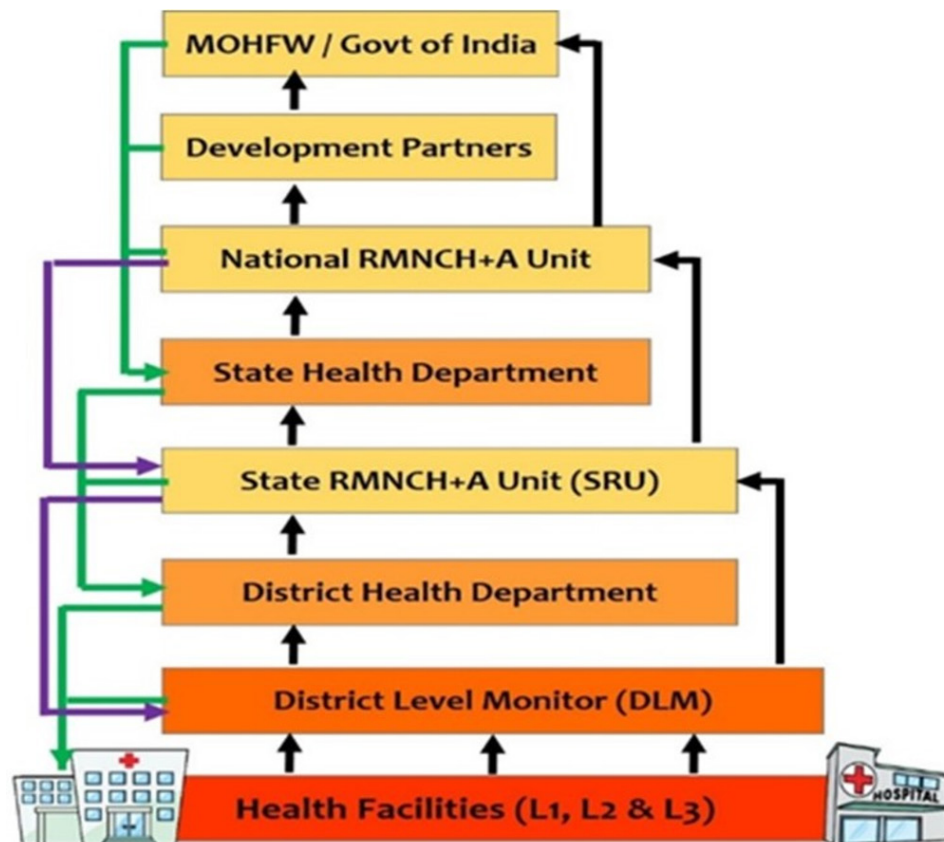 MOHFW / Govt of India
Development Partners
National RMNCH+A Unit
State Health Department
State RMNCH+A Unit (SRU)
District Health Department
District Level Monitor (DLM)
Health Facilities (L1, L2 & L3)
HOSPITAL